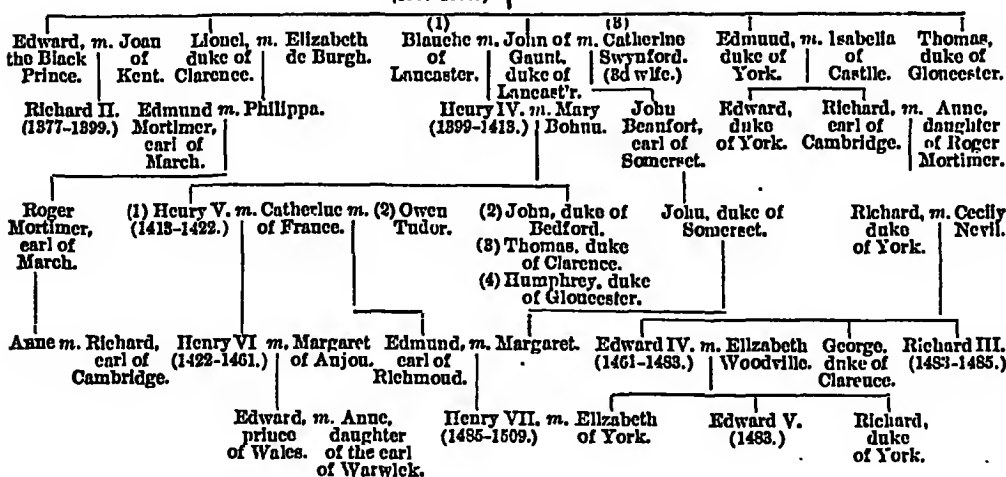 (1) (3)
Edward, m. Joan Lionel, m. Elizabeth Blanche m. John of m. Catherine Edmund, m. Isabella Thomas,
the Black of duke of de Burgh. of Gaunt, Swynford. duke of of duke of
Prince. Kent. Clarence. Lancaster. duke of (3d wife.) York. Castile. Gloucester.
Lancast'r.
Richard II. Edmund m. Philippa. Henry IV. m. Mary John Edward, Richard, m. Anne,
(1377-1399.) Mortimer, (1399-1413.) Bohun. Beaufort, duke earl of daughter
earl of earl of of York. Cambridge. of Roger
March. Somerset. Mortimer.
Roger (1) Henry V. m. Catherine m. (2) Owen (2) John, duke of John, duke of Richard, m. Cecily
Mortimer, (1413-1422.) of France. Tudor. Bedford. Somerset. duke Nevil.
earl of (3) Thomas, duke of York.
March. of Clarence.
(4) Humphrey, duke
of Gloucester.
Anne m. Richard, Henry VI m. Margaret Edmund, m. Margaret. Edward IV. m. Elizabeth George, Richard III.
earl of (1422-1461.) of Anjou. earl of (1461-1483.) Woodville. duke of (1483-1485.)
Cambridge. Richmond. Clarence.
Edward, m. Anne, Henry VII. m. Elizabeth Edward V. Richard,
prince daughter (1485-1509.) of York. (1483.) duke
of Wales. of the earl of York.
of Warwick.